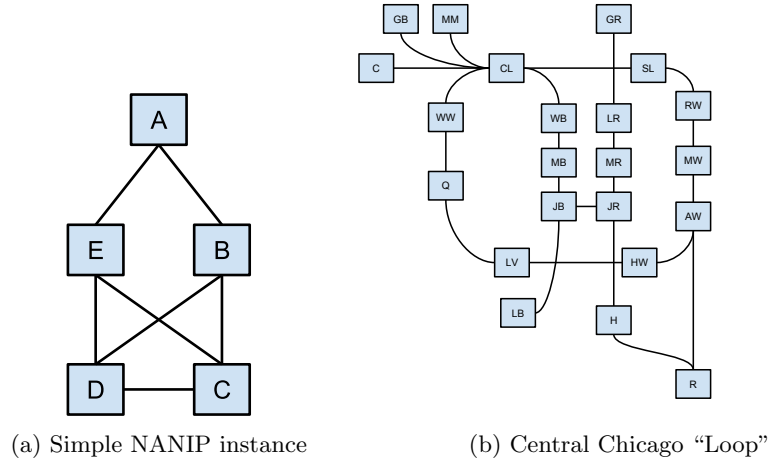 GB MM GR
C CL SL
A
WW WB LR RW
MB MR MW
Q
E B
JB JR AW
LV HW
LB H
D C
R
(a) Simple NANIP instance
(b) Central Chicago “Loop”